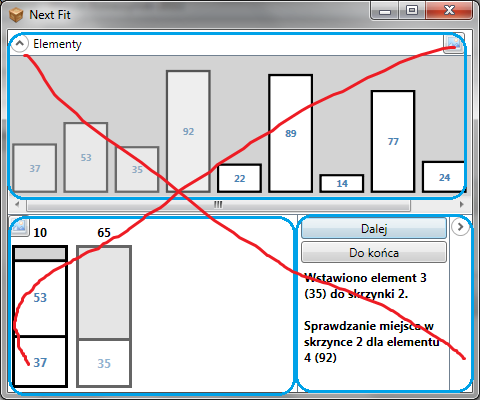 Next Fit
Elementy
37
53
35
92
22
89
14
77
24
10 65
53
37
35
Dalej
Do końca
Wstawiono element 3
(35) do skrzynki 2.
Sprawdzanie miejsca w
skrzynce 2 dla elementu
4 (92)